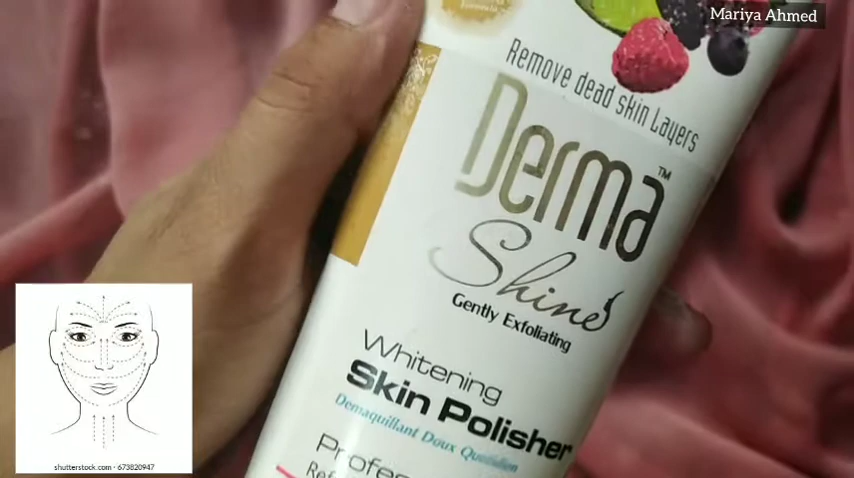 Mariya Ahmed
Remove dead skin Layers
Derma™
Shine
Gently Exfoliating
Whitening
Skin Polisher
Demaquillant Doux Quotidien
shutterstock.com · 673820947